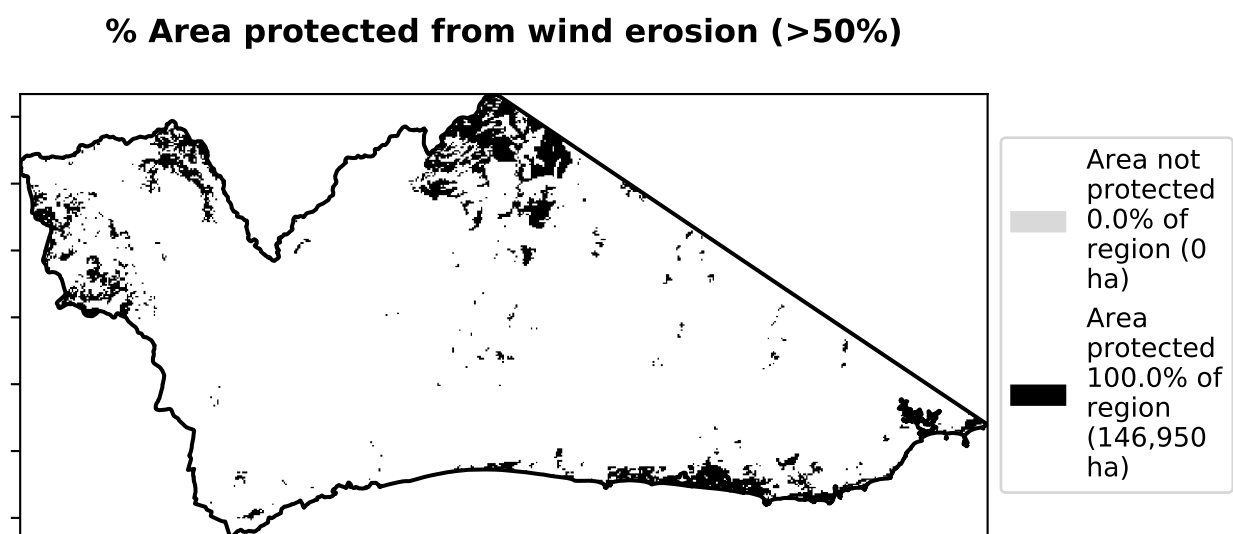 % Area protected from wind erosion (>50%)
Area not
protected
0.0% of
region (0
ha)
Area
protected
100.0% of
region
(146,950
ha)